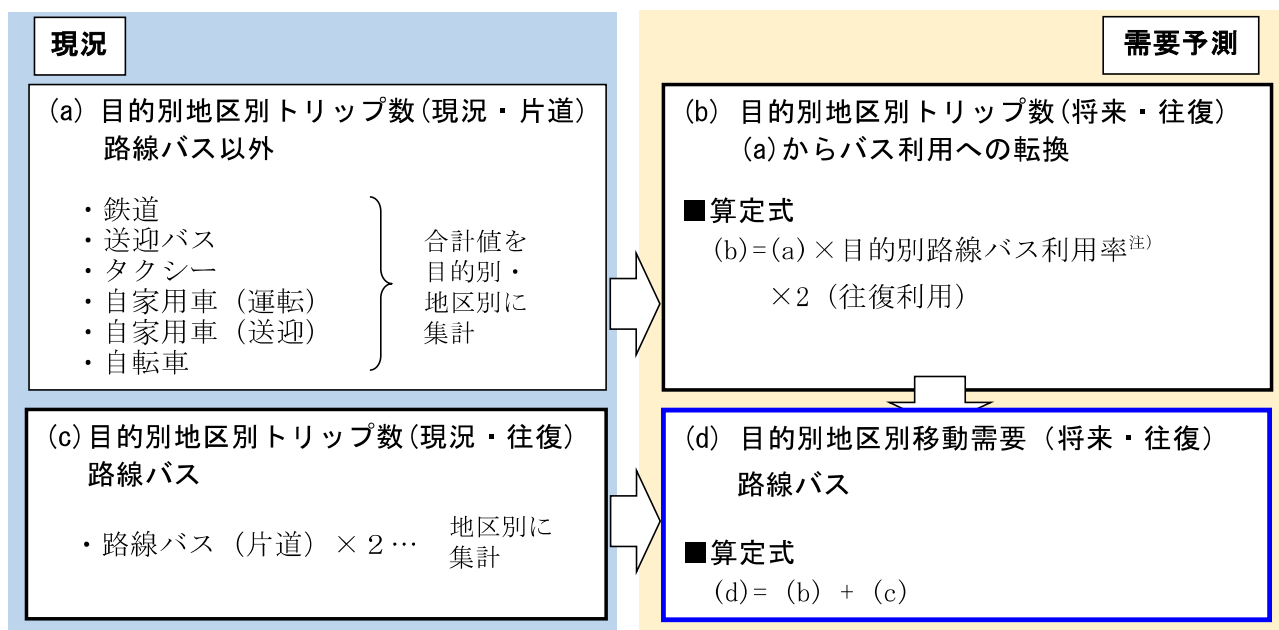 現況
(a) 目的別地区別トリップ数(現況・片道)
路線バス以外
・鉄道
・送迎バス
・タクシー
・自家用車（運転）
・自家用車（送迎）
・自転車
合計値を
目的別・
地区別に
集計
(c)目的別地区別トリップ数(現況・往復)
路線バス
・路線バス（片道）×２…
地区別に
集計
需要予測
(b) 目的別地区別トリップ数(将来・往復)
(a)からバス利用への転換
■算定式
(b)=(a)×目的別路線バス利用率注)
×2（往復利用）
(d) 目的別地区別移動需要（将来・往復）
路線バス
■算定式
(d)= (b) + (c)